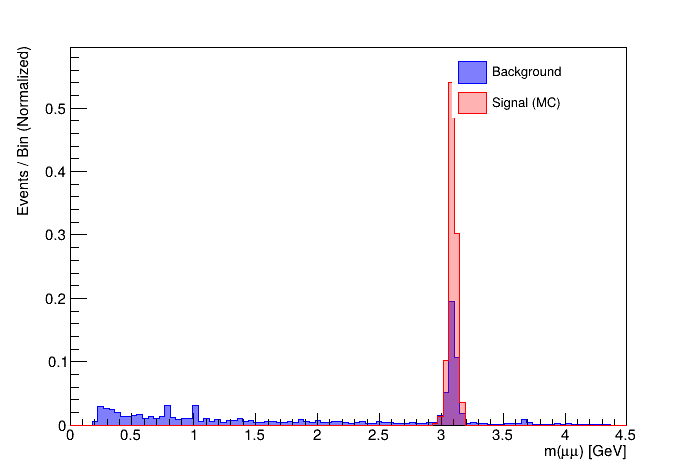 Events / Bin (Normalized)
Background
Signal (MC)
0.5
0.4
0.3
0.2
0.1
0
0 0.5 1 1.5 2 2.5 3 3.5 4 4.5
m(μμ) [GeV]